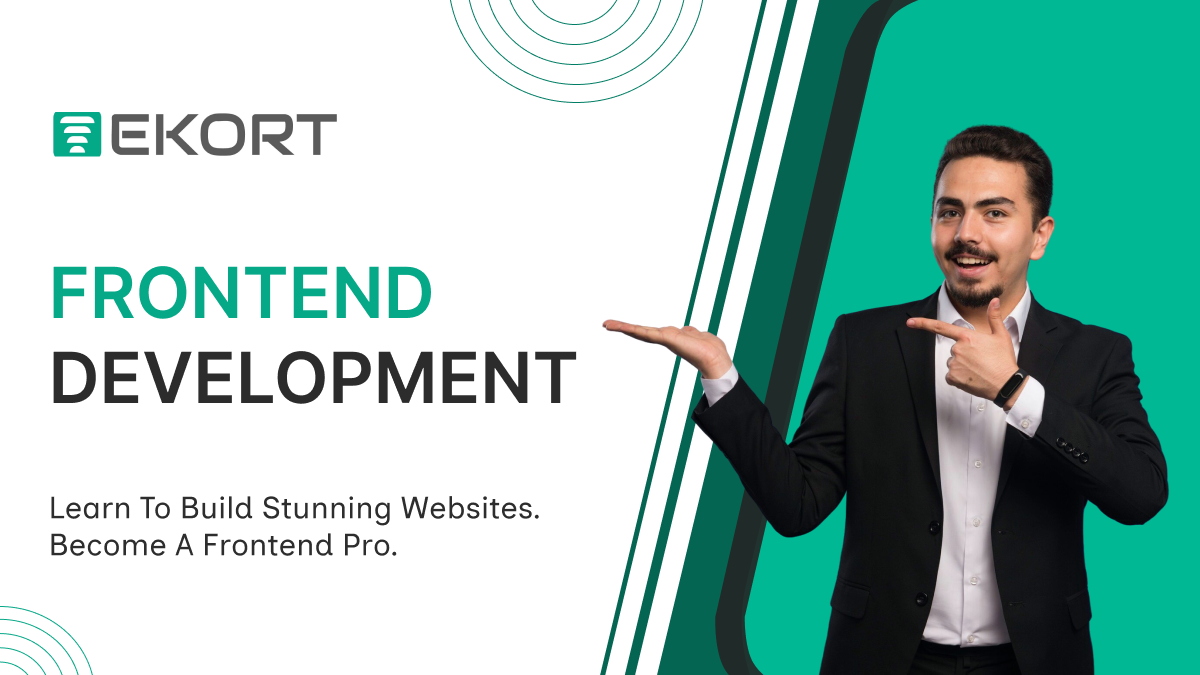 EKORT
FRONTEND
DEVELOPMENT
Learn To Build Stunning Websites.
Become A Frontend Pro.